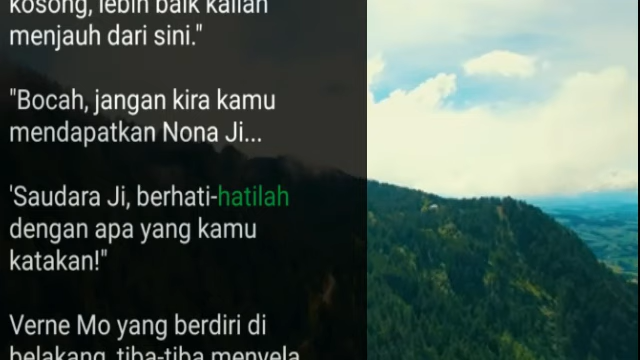 kosong, lebih baik kalian
menjauh dari sini."
"Bocah, jangan kira kamu
mendapatkan Nona Ji...
'Saudara Ji, berhati-hatilah
dengan apa yang kamu
katakan!"
Verne Mo yang berdiri di
belakang, tiba-tiba menyela